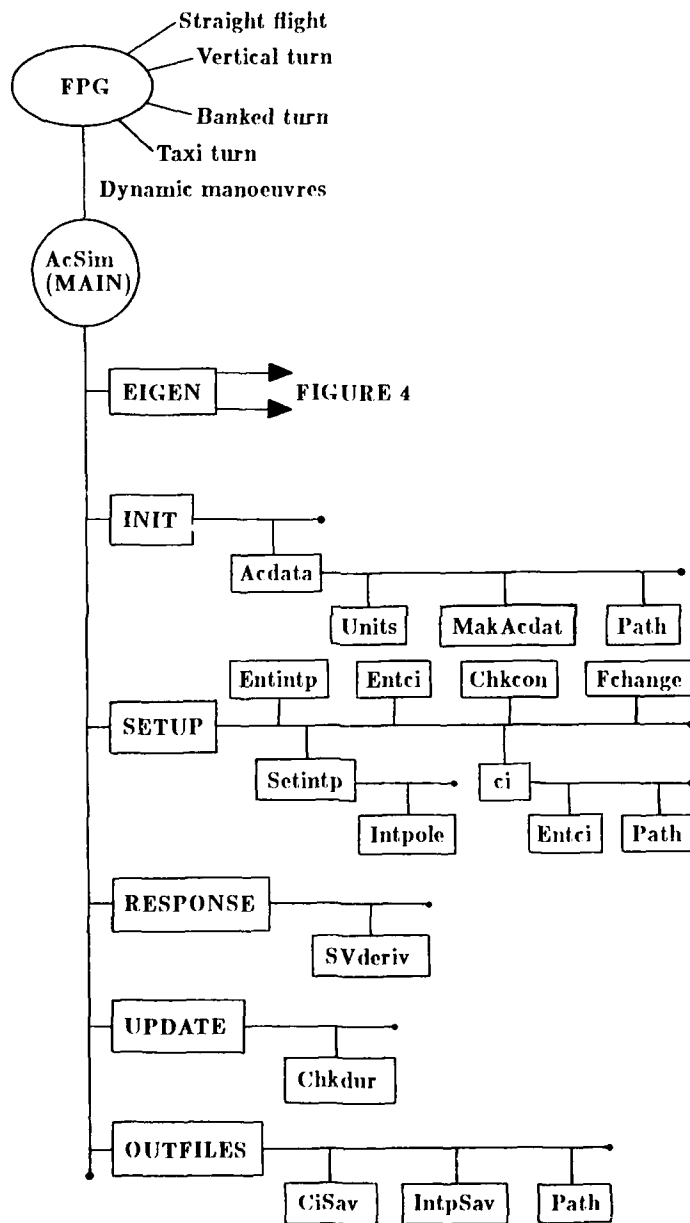 Straight flight
Vertical turn
FPG
Banked turn
Taxi turn
Dynamic manoeuvres
AcSim
(MAIN)
EIGEN
FIGURE 4
INIT
Acdata
Units
MakAcdat
Path
Entintp
Entci
Chkcon
Fchange
SETUP
Setintp
ci
Intpole
Entci
Path
RESPONSE
SVderiv
UPDATE
Chkdur
OUTFILES
CiSav
IntpSav
Path